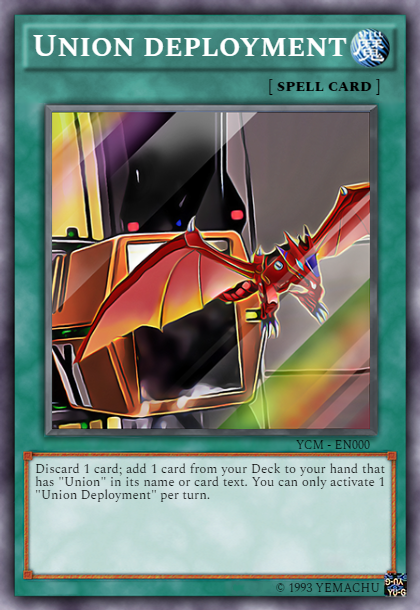 Union deployment 魔
[ Spell Card ]
YCM - EN000
Discard 1 card; add 1 card from your Deck to your hand that
has "Union" in its name or card text. You can only activate 1
"Union Deployment" per turn.
© 1993 YEMACHU